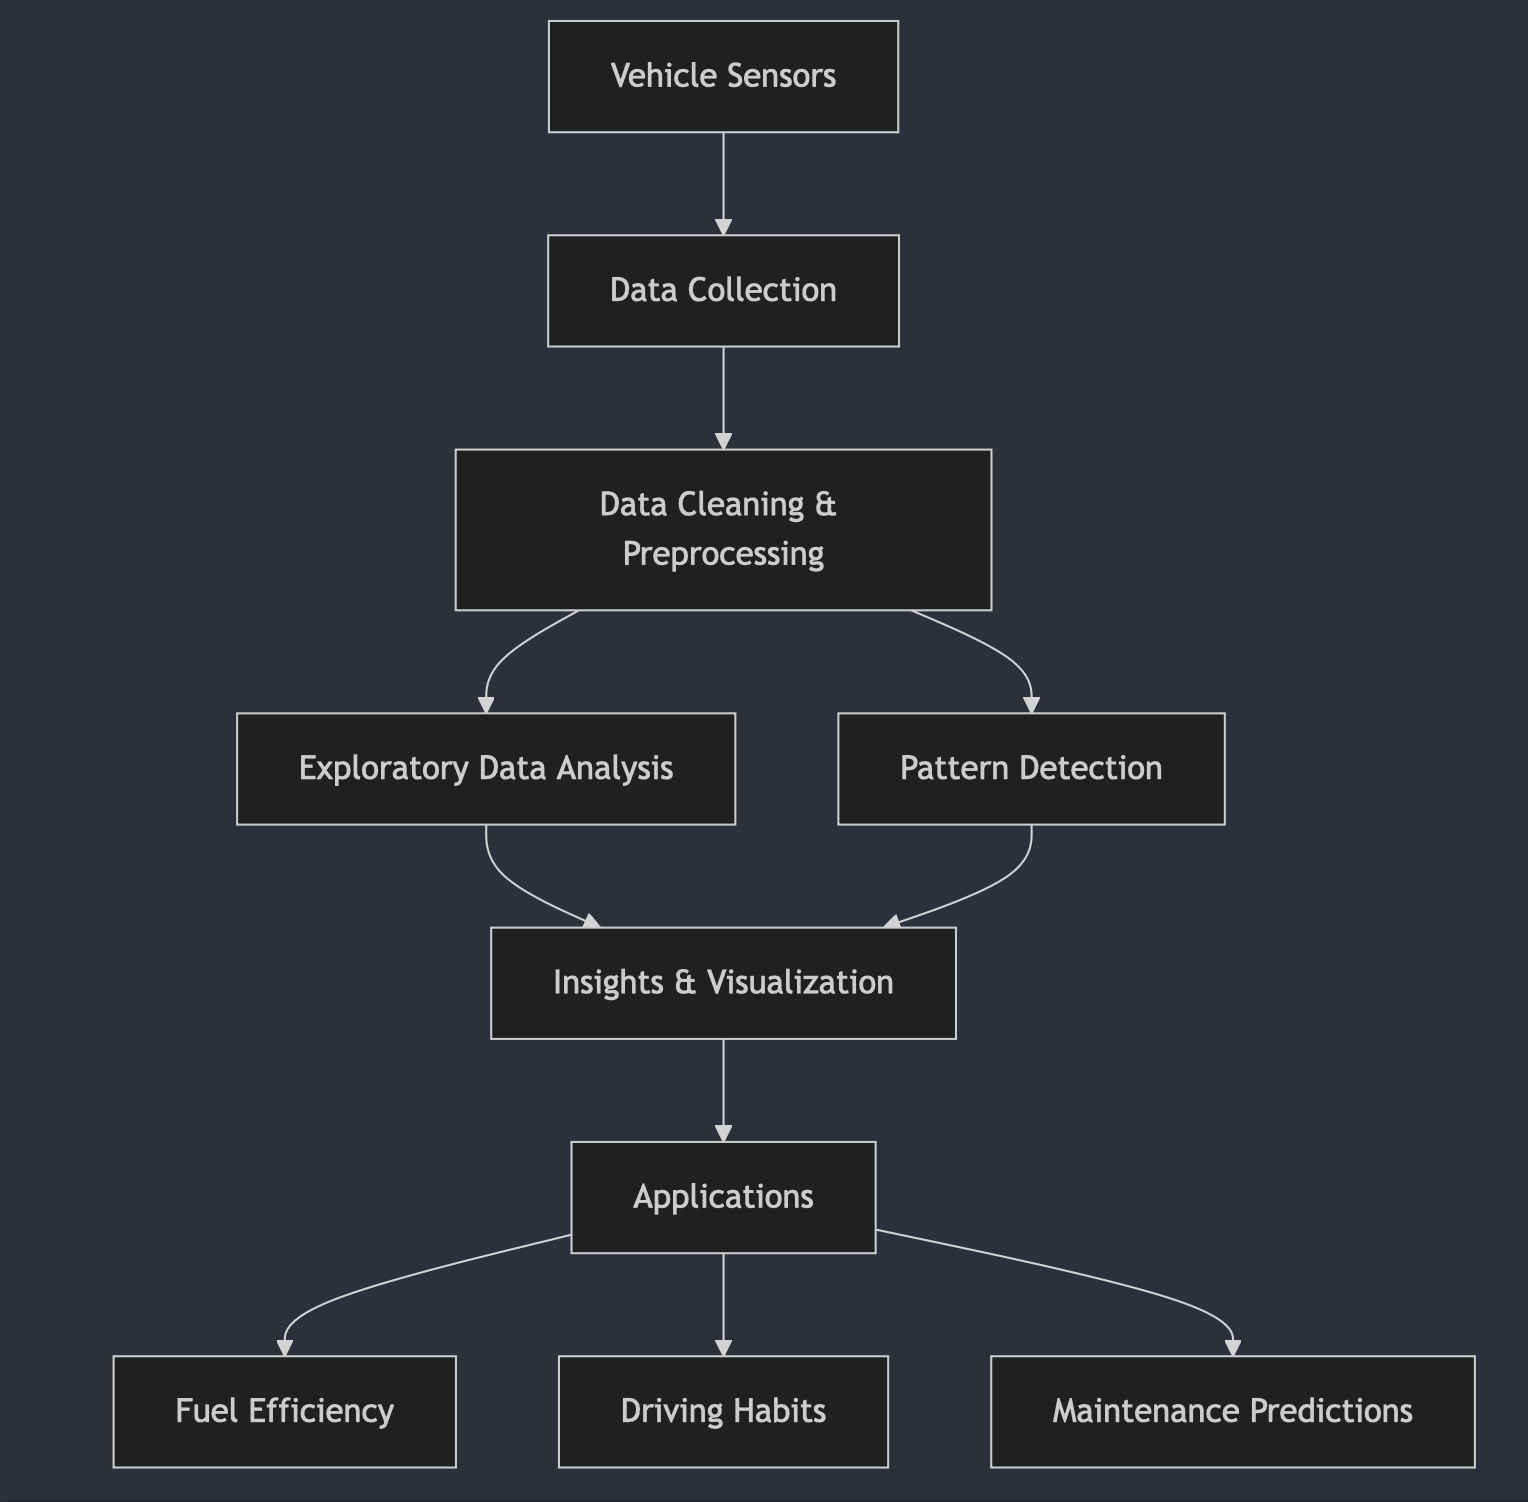 Vehicle Sensors
Data Collection
Data Cleaning &
Preprocessing
Exploratory Data Analysis
Pattern Detection
Insights & Visualization
Applications
Fuel Efficiency
Driving Habits
Maintenance Predictions